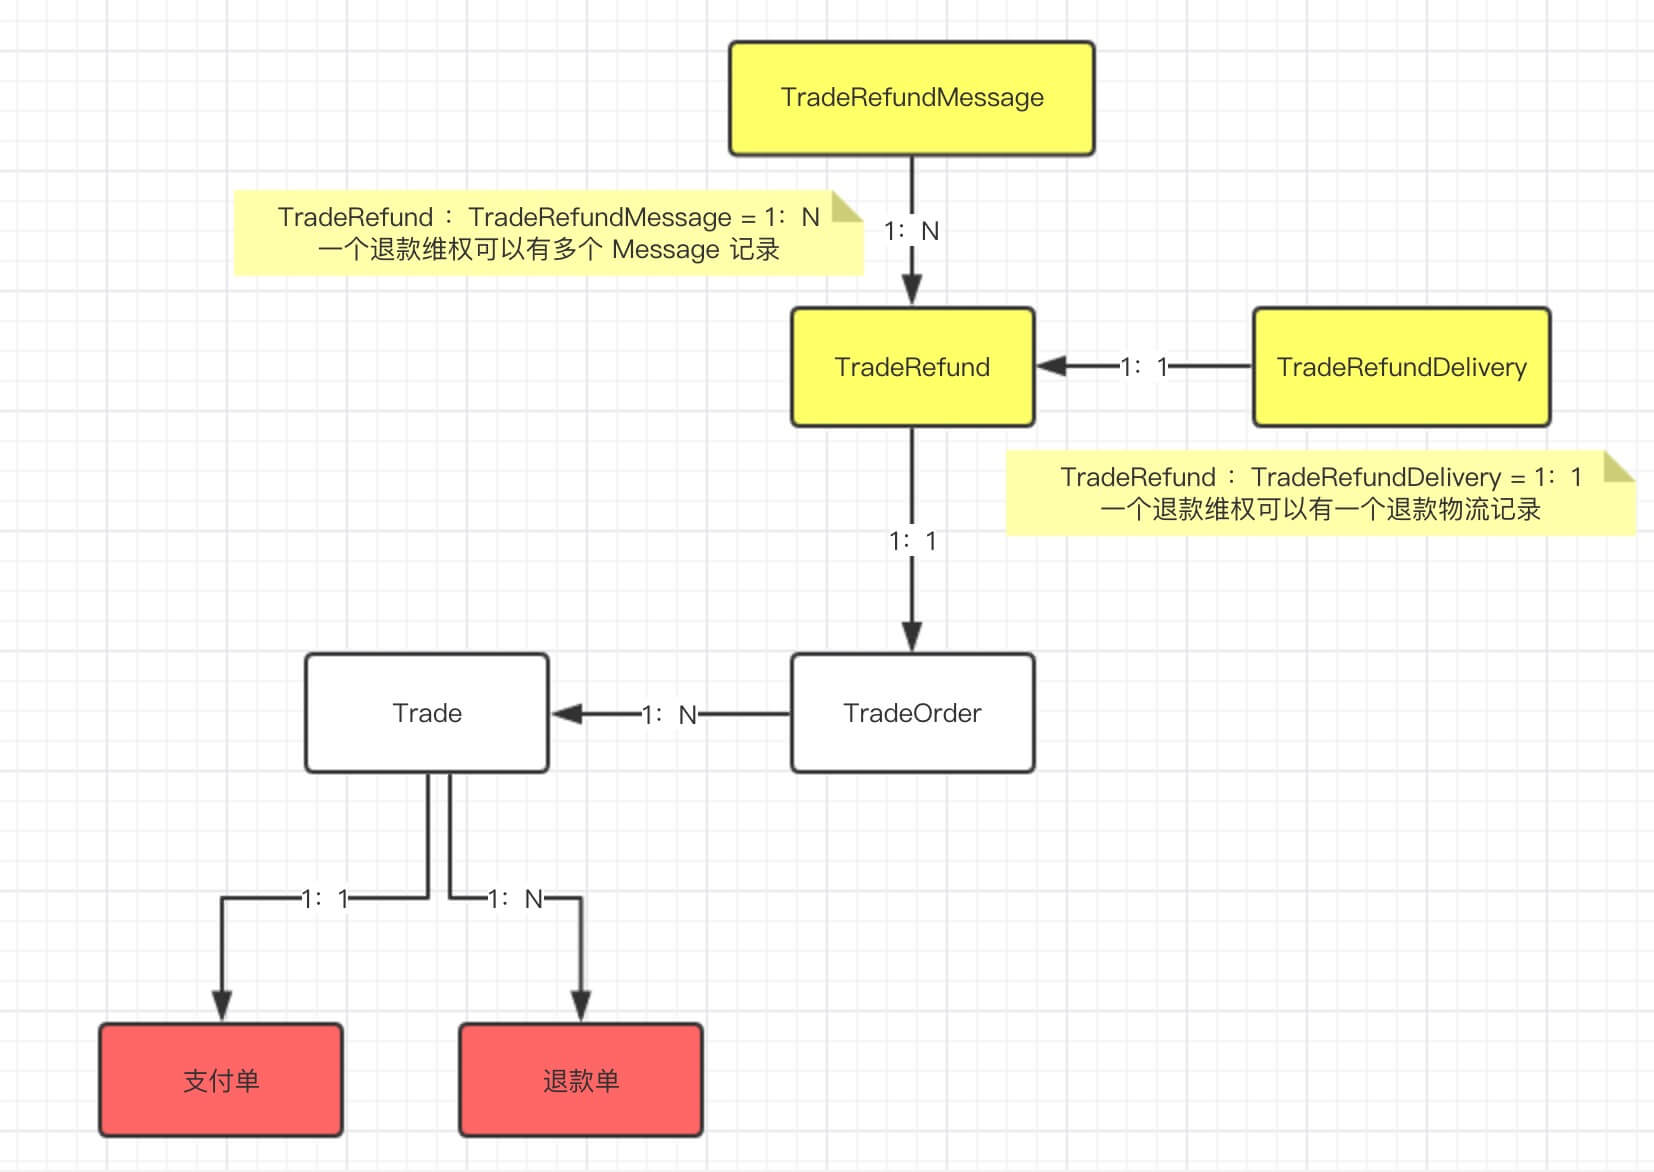 TradeRefundMessage
TradeRefund ： TradeRefundMessage = 1：N
一个退款维权可以有多个 Message 记录
1：N
TradeRefund
1：1
TradeRefundDelivery
TradeRefund ： TradeRefundDelivery = 1：1
一个退款维权可以有一个退款物流记录
1：1
Trade
1：N
TradeOrder
1：1
1：N
支付单
退款单